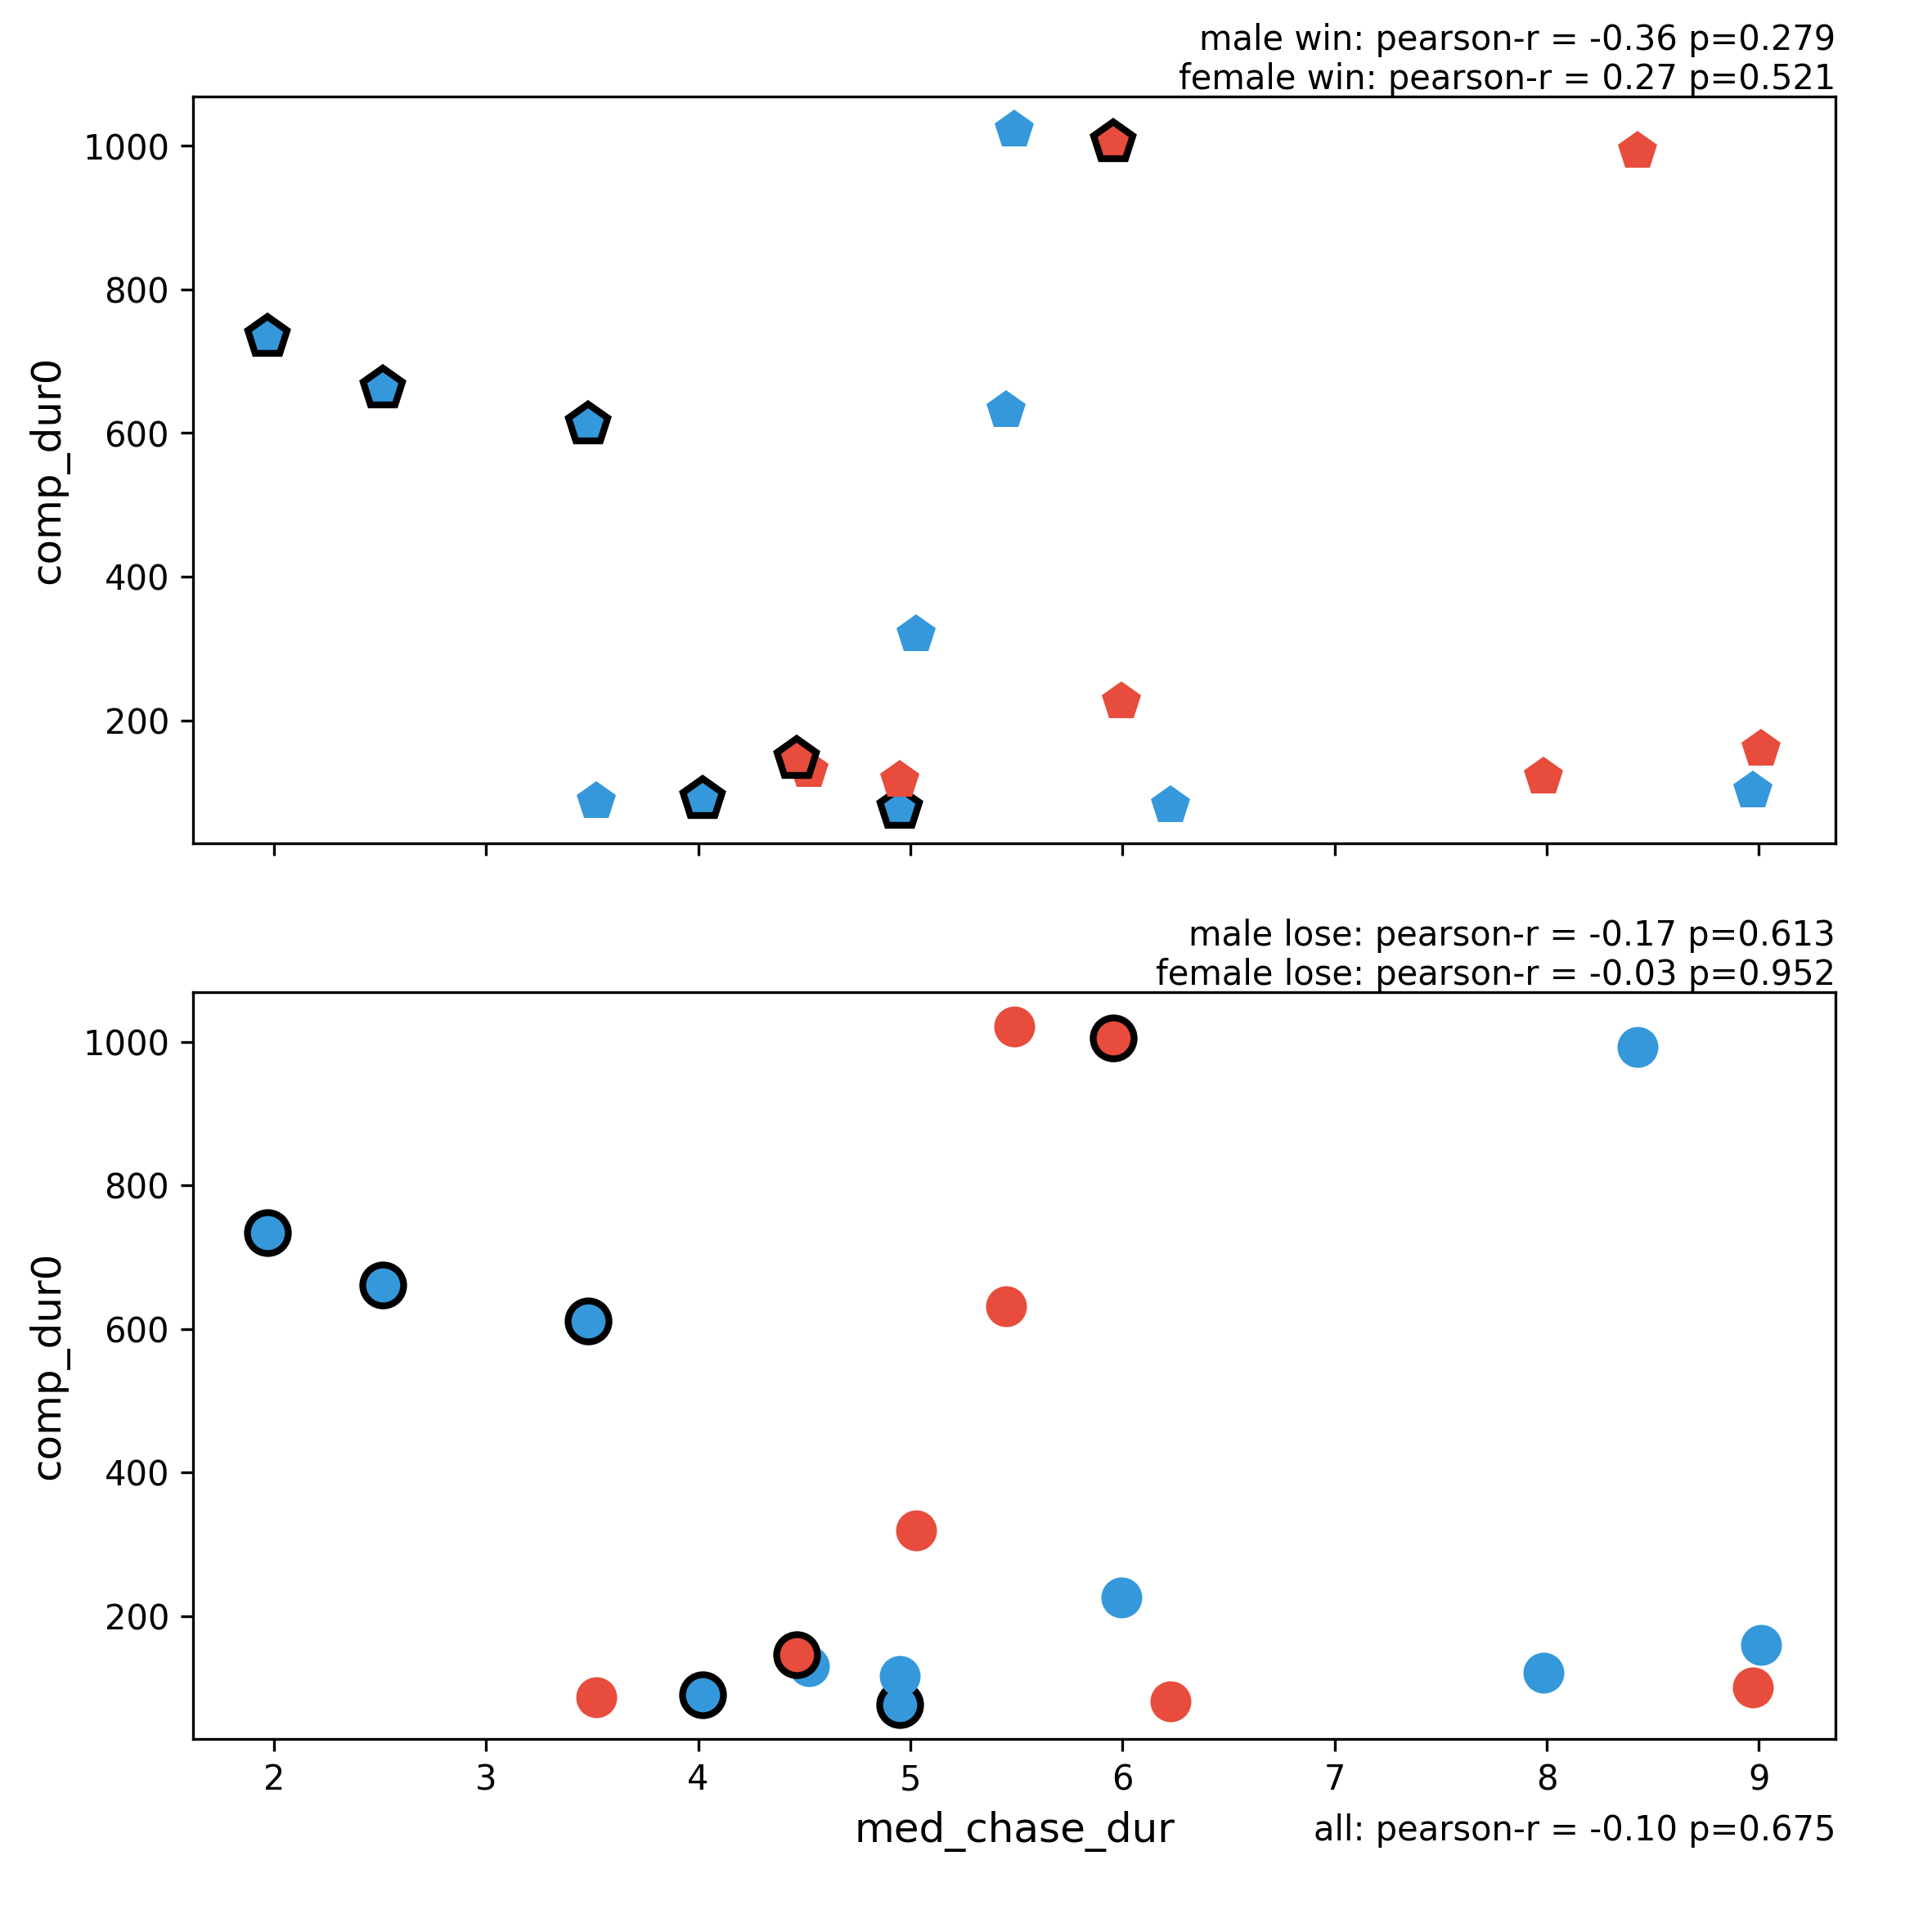 male win: pearson-r = -0.36 p=0.279
female win: pearson-r = 0.27 p=0.521
1000
800
600
400
200
comp_dur0
male lose: pearson-r = -0.17 p=0.613
female lose: pearson-r = -0.03 p=0.952
1000
800
600
400
200
comp_dur0
2 3 4 5 6 7 8 9
med_chase_dur
all: pearson-r = -0.10 p=0.675